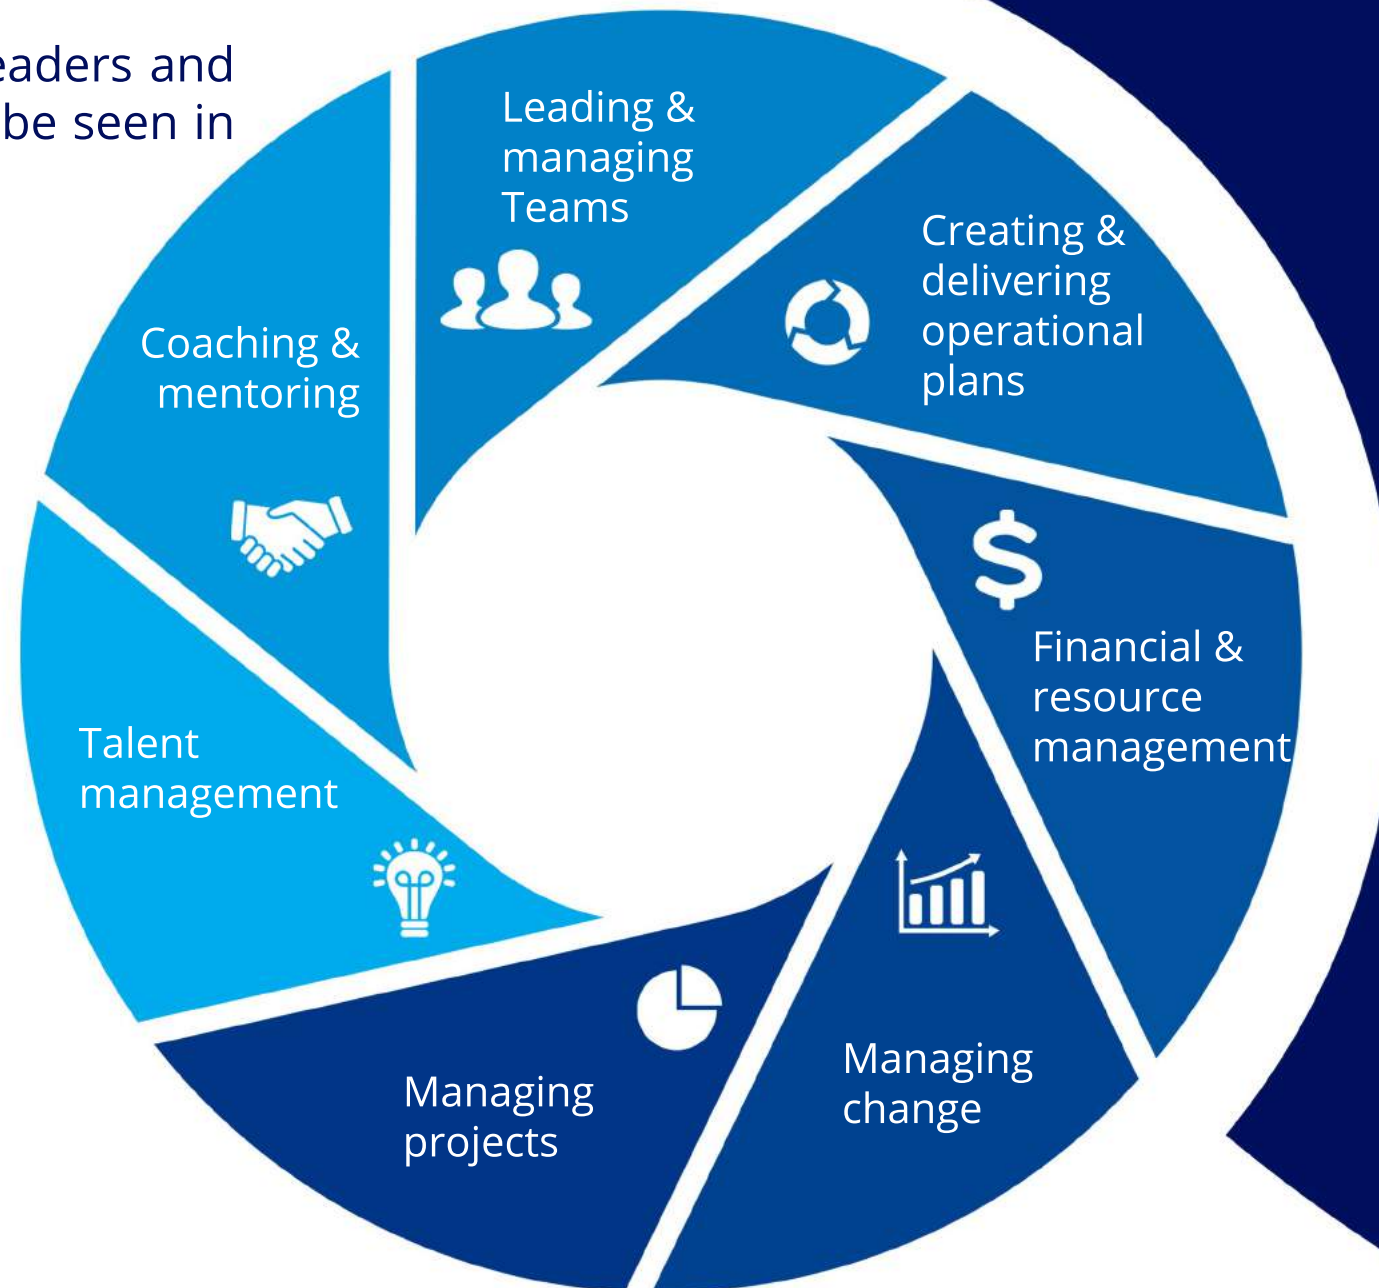 eaders and
be seen in
Leading &
managing
Teams
Creating &
delivering
operational
plans
Coaching &
mentoring
Financial &
resource
management
Talent
management
Managing
change
Managing
projects